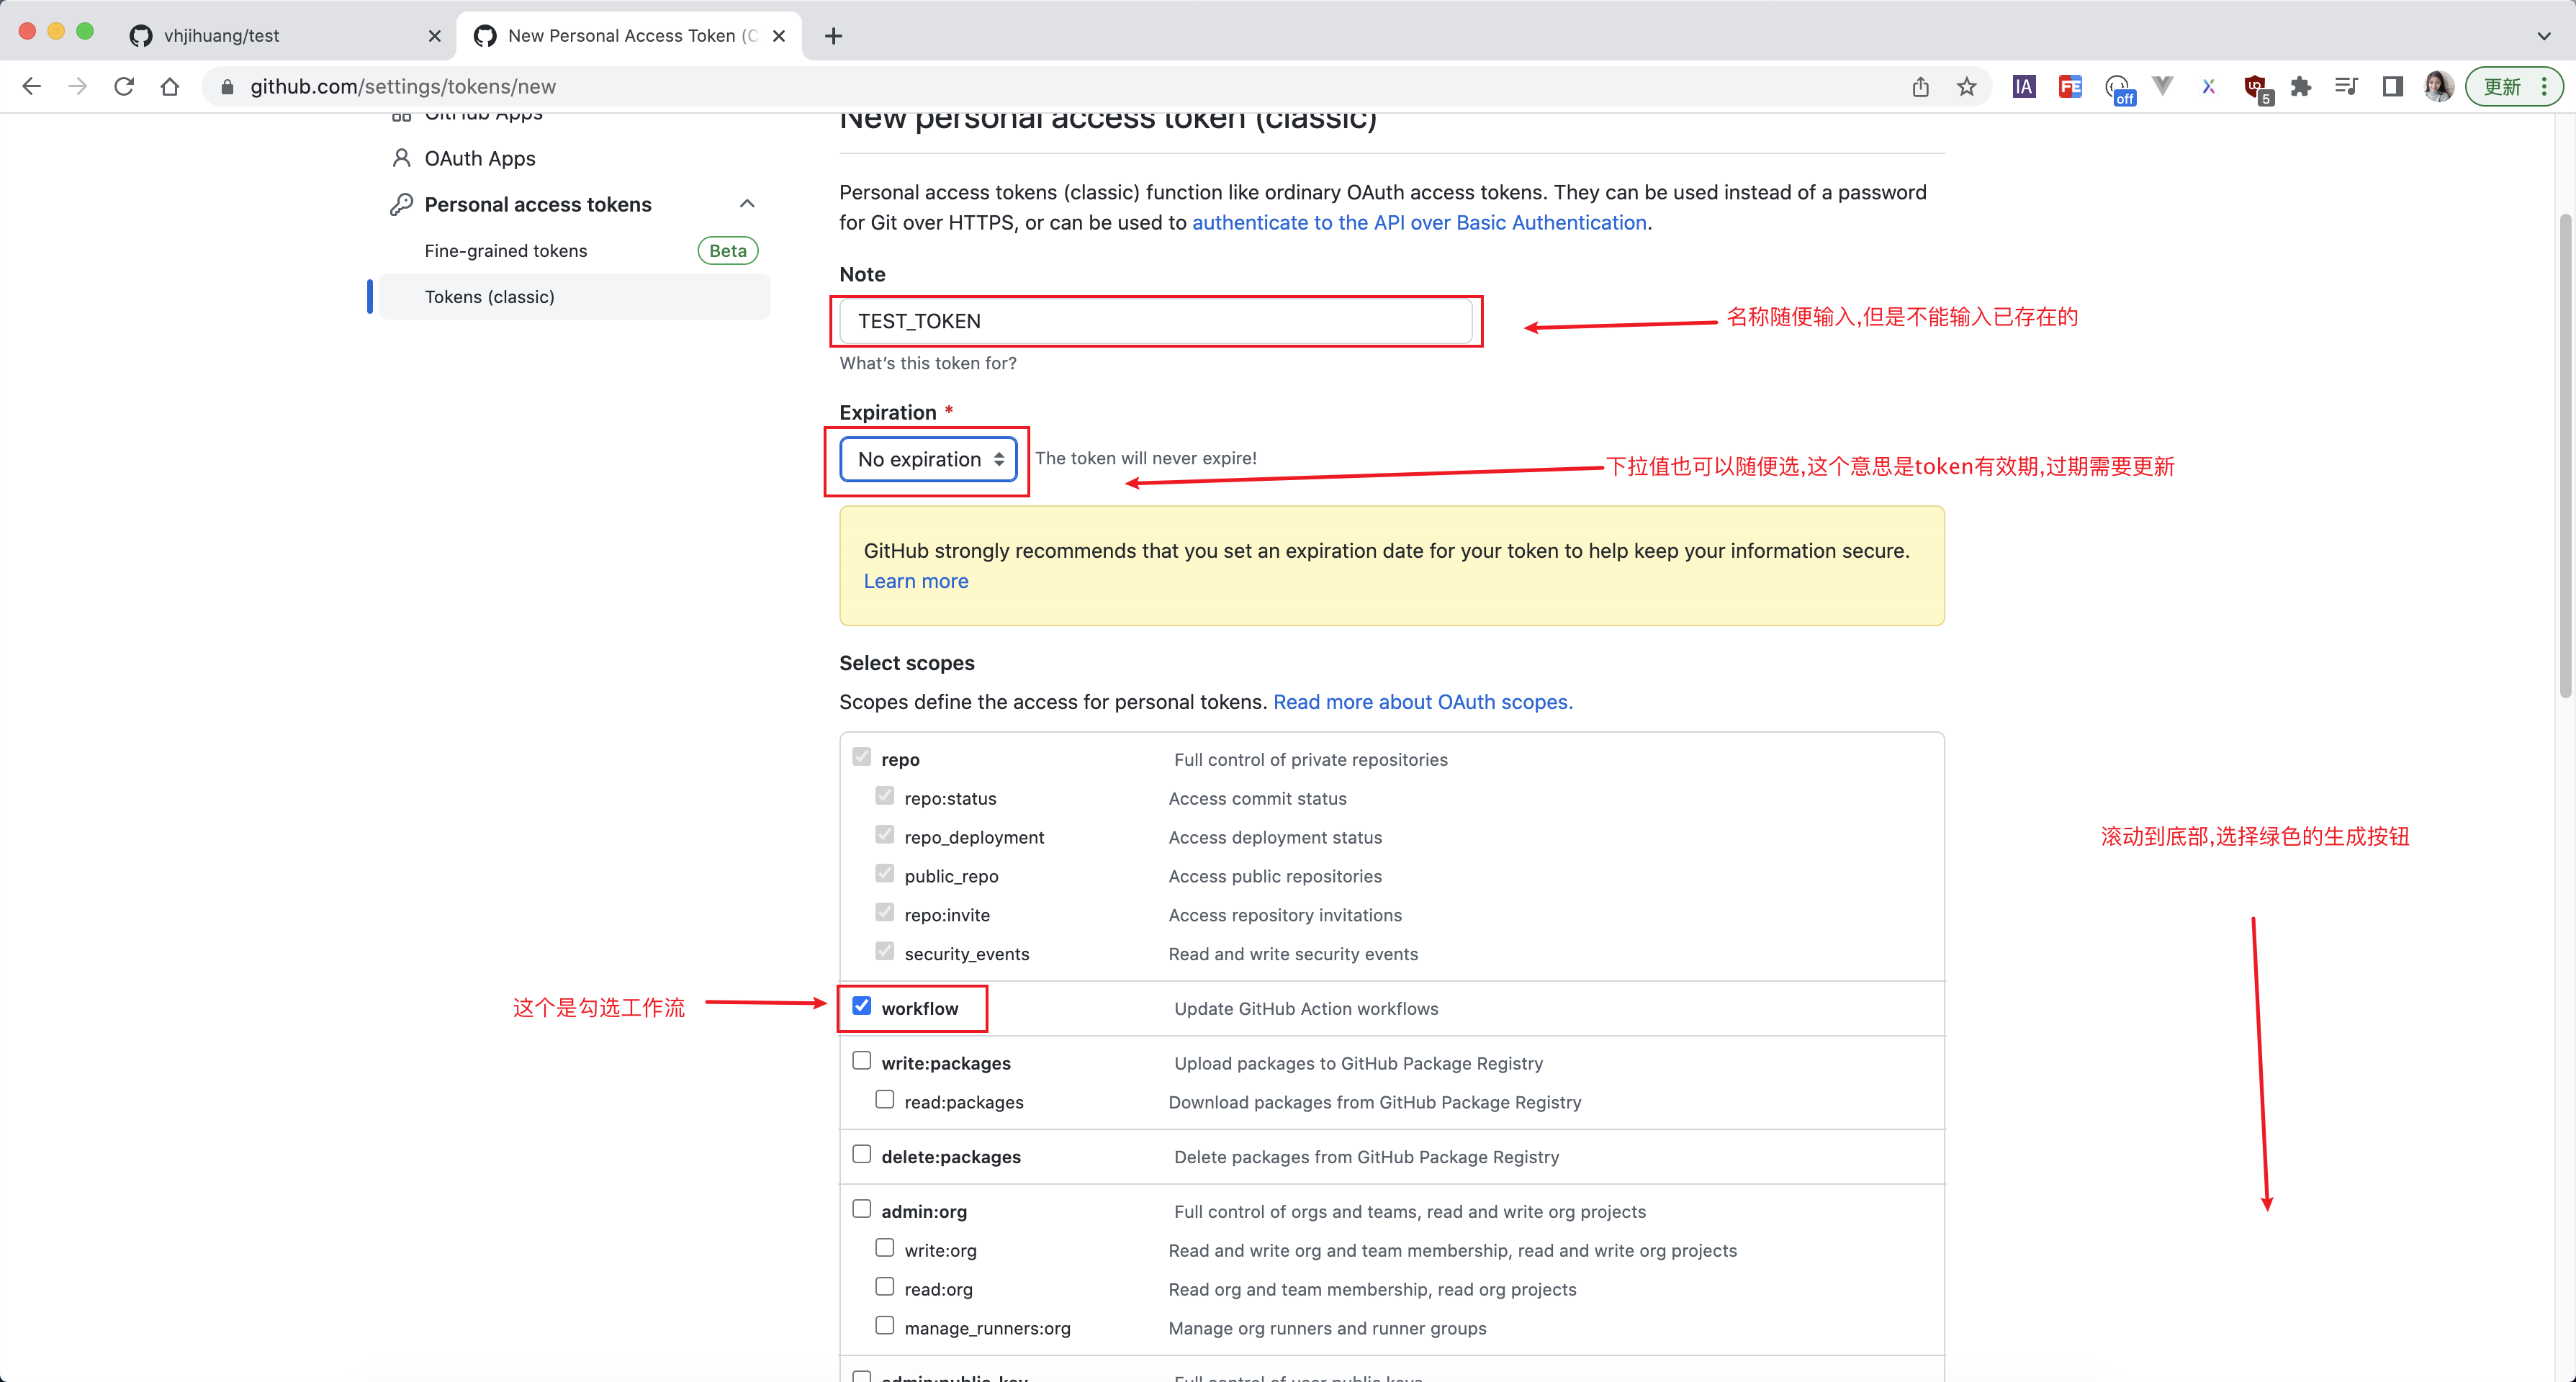 vhjihuang/test
New Personal Access Token (C
github.com/settings/tokens/new
IA
FE
off
5
更新
GitHub Apps
OAuth Apps
Personal access tokens
Fine-grained tokens
Beta
Tokens (classic)
New personal access token (classic)
Personal access tokens (classic) function like ordinary OAuth access tokens. They can be used instead of a password
for Git over HTTPS, or can be used to authenticate to the API over Basic Authentication.
Note
TEST_TOKEN
名称随便输入,但是不能输入已存在的
What’s this token for?
Expiration *
No expiration
The token will never expire!
下拉值也可以随便选,这个意思是token有效期,过期需要更新
GitHub strongly recommends that you set an expiration date for your token to help keep your information secure.
Learn more
Select scopes
Scopes define the access for personal tokens. Read more about OAuth scopes.
repo Full control of private repositories
repo:status Access commit status
repo_deployment Access deployment status
滚动到底部,选择绿色的生成按钮
public_repo Access public repositories
repo:invite Access repository invitations
security_events Read and write security events
这个是勾选工作流
workflow Update GitHub Action workflows
write:packages Upload packages to GitHub Package Registry
read:packages Download packages from GitHub Package Registry
delete:packages Delete packages from GitHub Package Registry
admin:org Full control of orgs and teams, read and write org projects
write:org Read and write org and team membership, read and write org projects
read:org Read org and team membership, read org projects
manage_runners:org Manage org runners and runner groups
admin:public_key Full control of user public keys